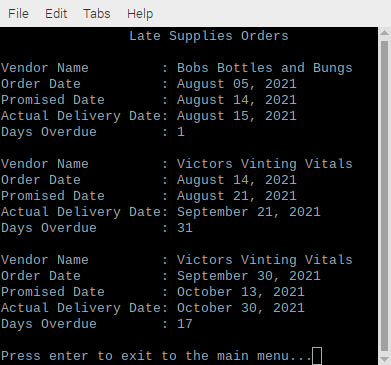 File Edit Tabs Help
Late Supplies Orders
Vendor Name : Bobs Bottles and Bungs
Order Date : August 05, 2021
Promised Date : August 14, 2021
Actual Delivery Date: August 15, 2021
Days Overdue : 1
Vendor Name : Victors Vinting Vitals
Order Date : August 14, 2021
Promised Date : August 21, 2021
Actual Delivery Date: September 21, 2021
Days Overdue : 31
Vendor Name : Victors Vinting Vitals
Order Date : September 30, 2021
Promised Date : October 13, 2021
Actual Delivery Date: October 30, 2021
Days Overdue : 17
Press enter to exit to the main menu...